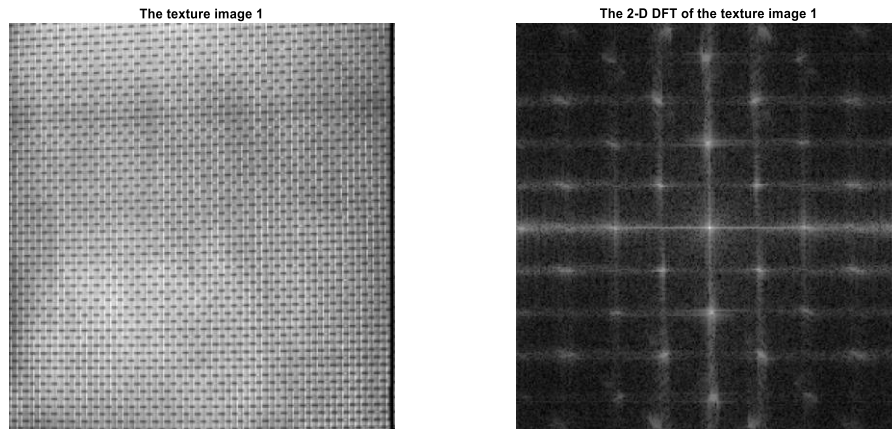 The texture image 1
The 2-D DFT of the texture image 1